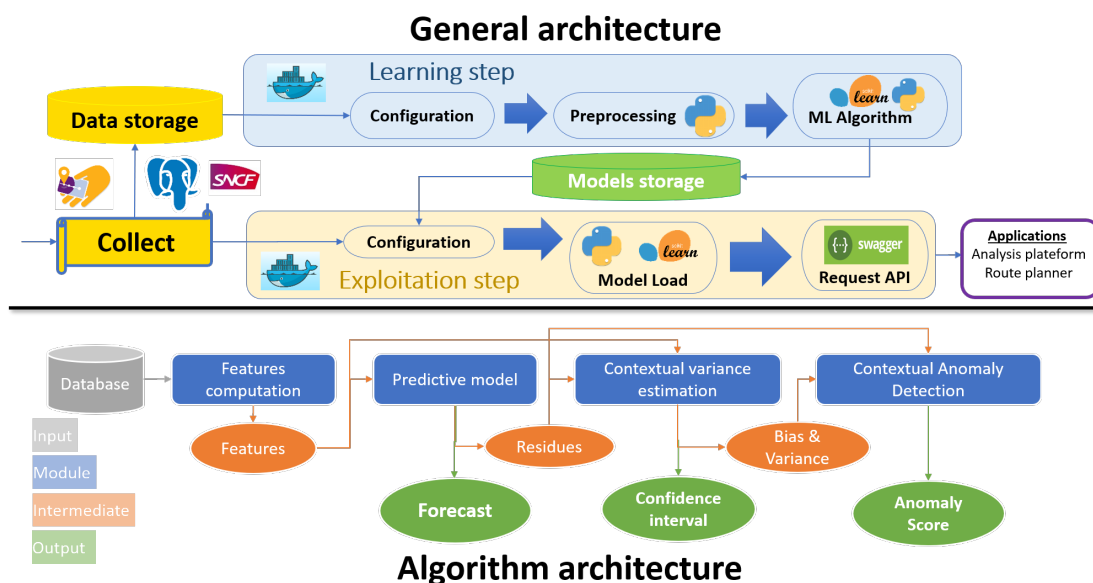 General architecture
Learning step
Data storage
Configuration
Preprocessing
learn
ML Algorithm
SNCF
Models storage
Collect
Configuration
learn
Model Load
swagger
Request API
Applications
Analysis plateform
Route planner
Exploitation step
Database
Features
computation
Predictive model
Contextual variance
estimation
Contextual Anomaly
Detection
Input
Module
Intermediate
Output
Features
Residues
Bias &
Variance
Forecast
Confidence
interval
Anomaly
Score
Algorithm architecture